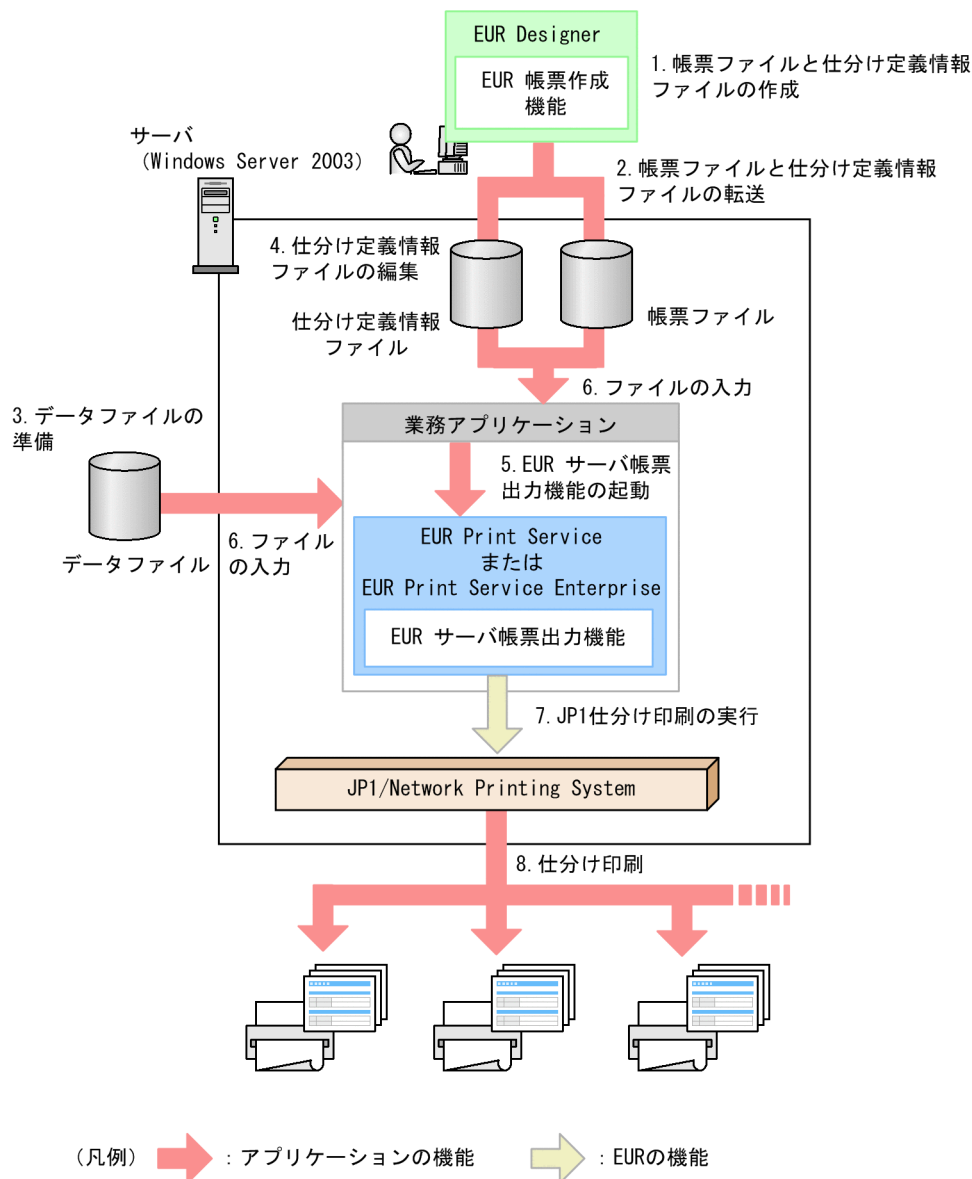 EUR Designer
EUR 帳票作成
機能
1.帳票ファイルと仕分け定義情報
ファイルの作成
サーバ
(Windows Server 2003)
2.帳票ファイルと仕分け定義情報
ファイルの転送
4.仕分け定義情報
ファイルの編集
仕分け定義情報
ファイル
帳票ファイル
6.ファイルの入力
3.データファイルの
準備
業務アプリケーション
5.EUR サーバ帳票
出力機能の起動
データファイル
6.ファイル
の入力
EUR Print Service
または
EUR Print Service Enterprise
EUR サーバ帳票出力機能
7.JP1仕分け印刷の実行
JP1/Network Printing System
8.仕分け印刷
(凡例)
:アプリケーションの機能
:EURの機能